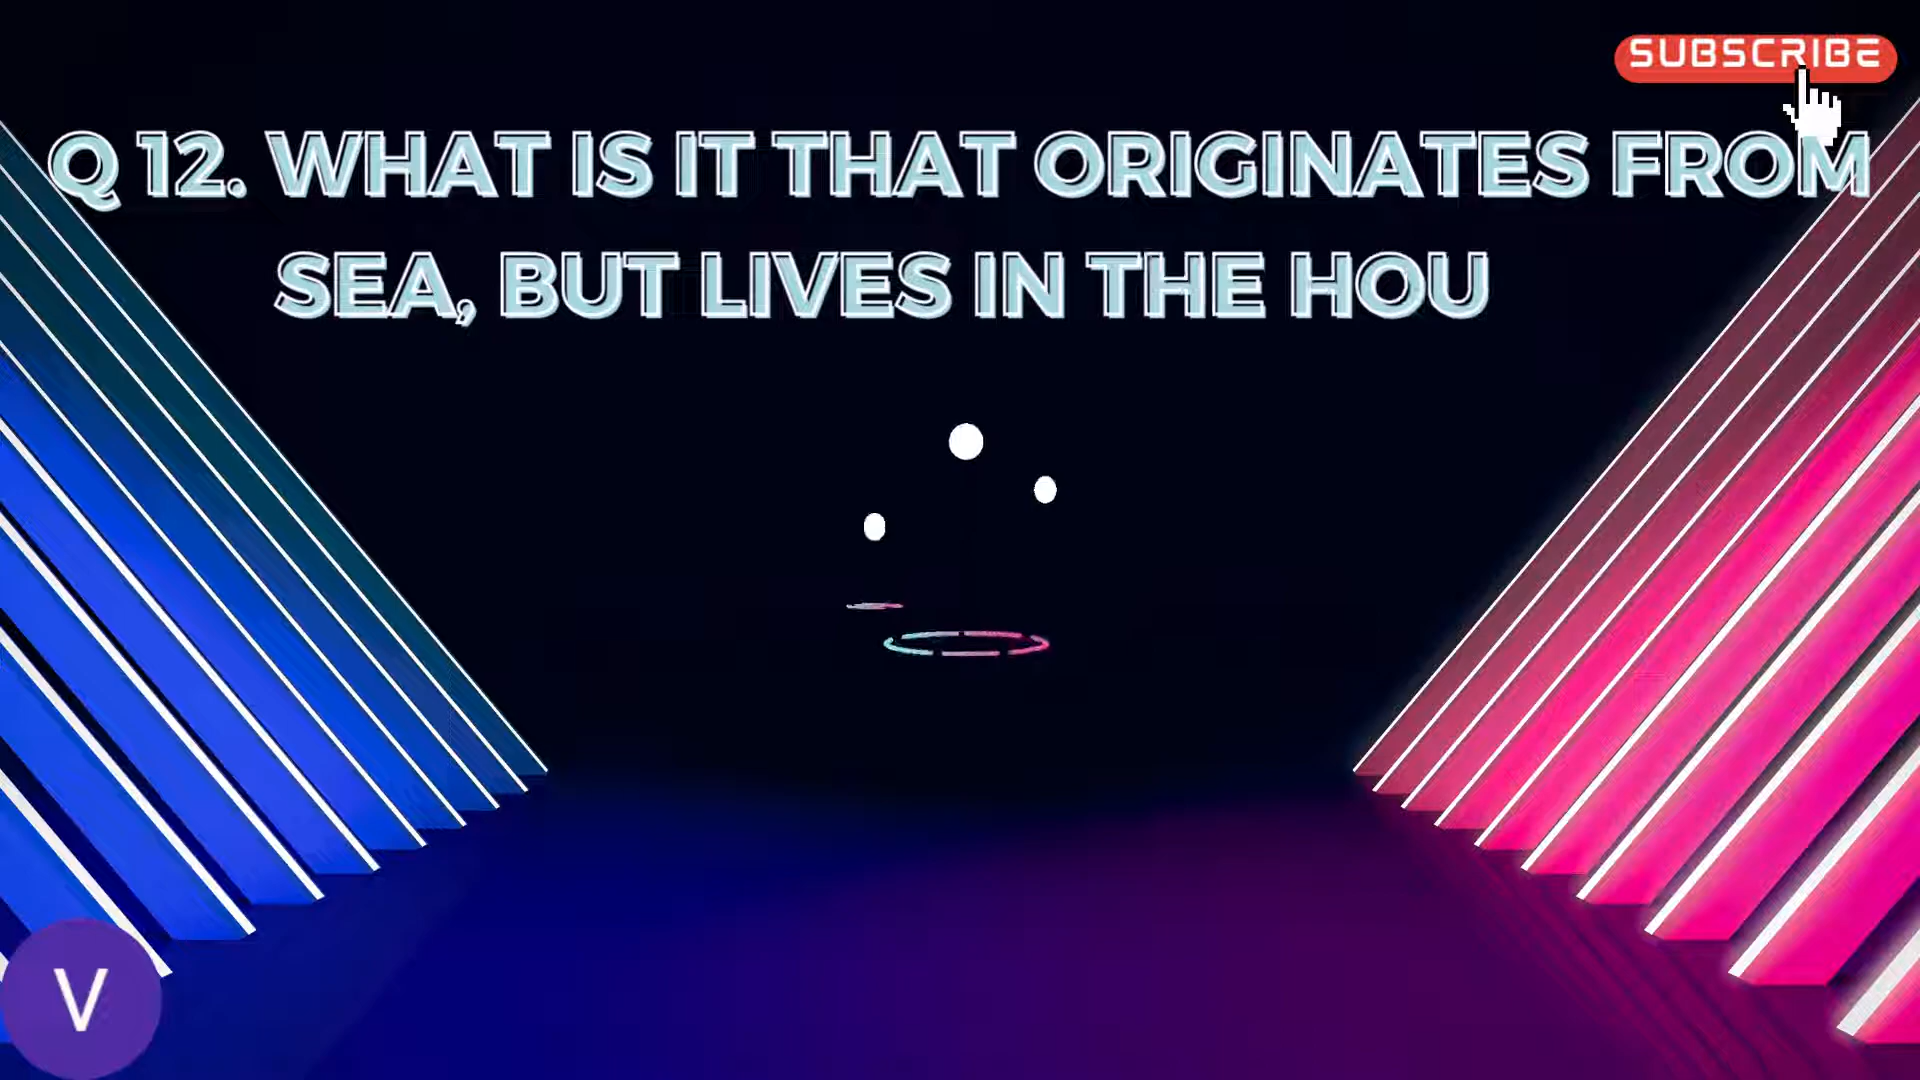 SUBSCRIBE
Q 12. WHAT IS IT THAT ORIGINATES FROM
SEA, BUT LIVES IN THE HOU
V